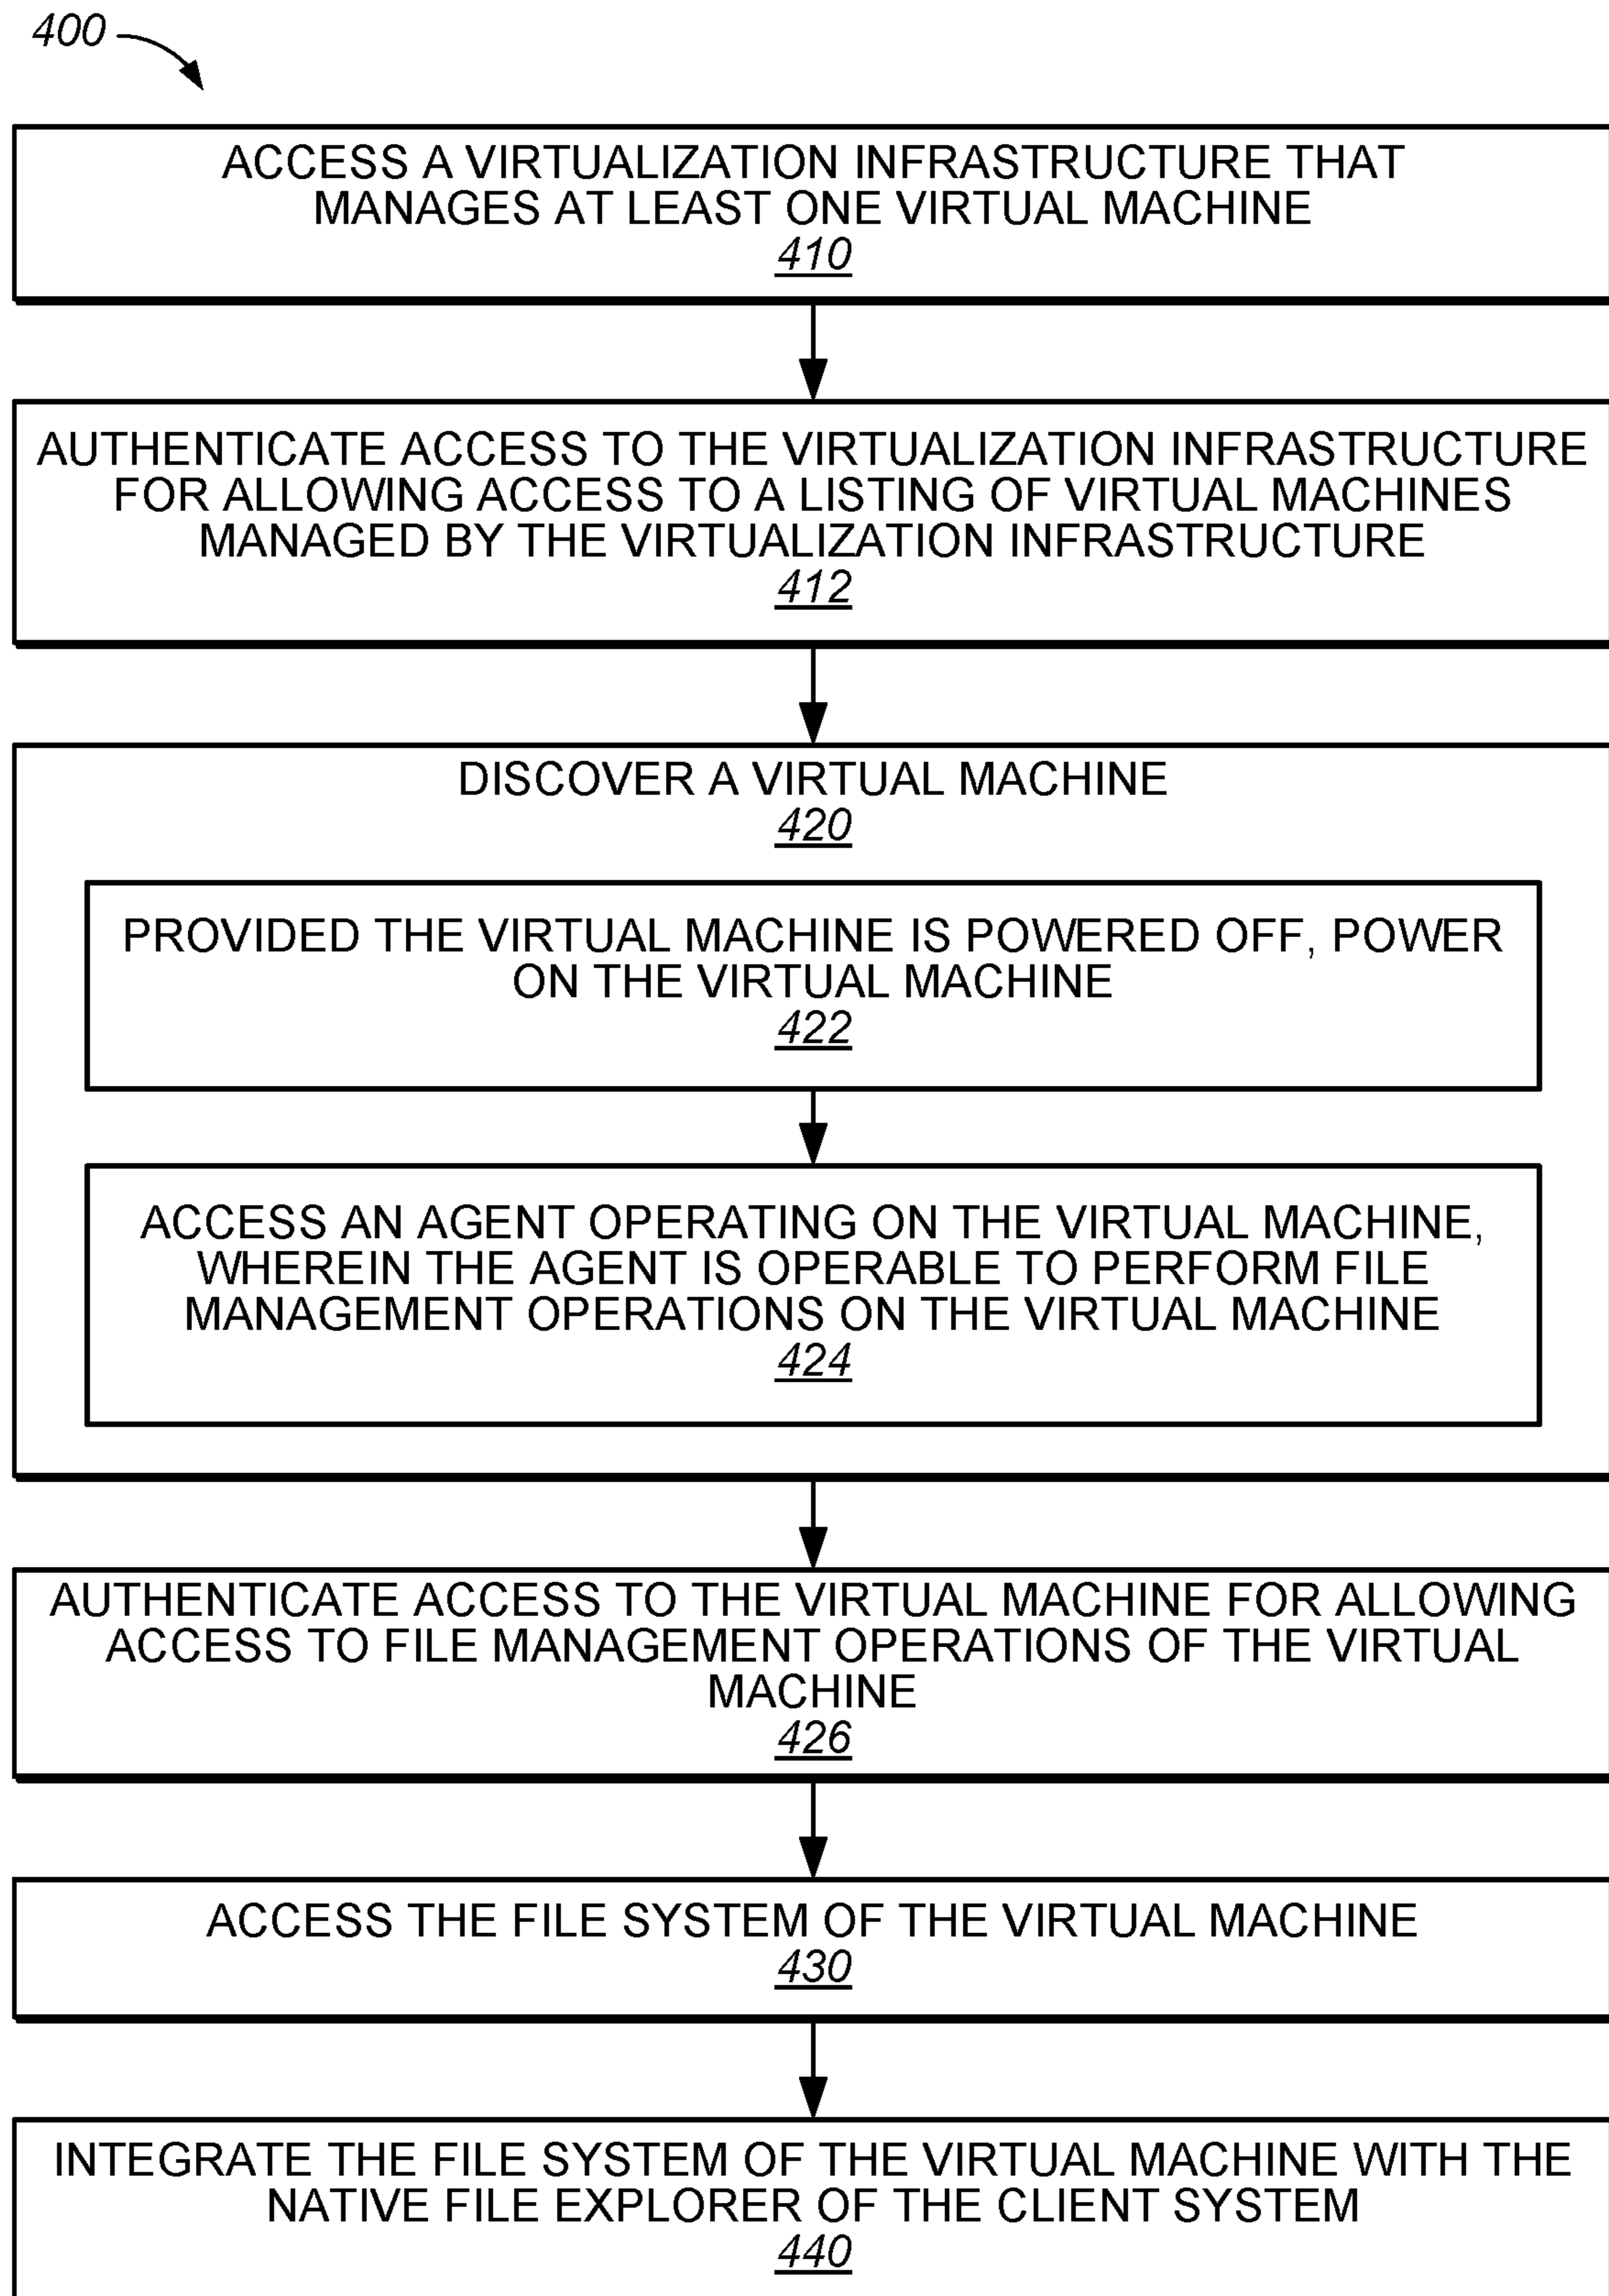 400
ACCESS A VIRTUALIZATION INFRASTRUCTURE THAT
MANAGES AT LEAST ONE VIRTUAL MACHINE
410
AUTHENTICATE ACCESS TO THE VIRTUALIZATION INFRASTRUCTURE
FOR ALLOWING ACCESS TO A LISTING OF VIRTUAL MACHINES
MANAGED BY THE VIRTUALIZATION INFRASTRUCTURE
412
DISCOVER A VIRTUAL MACHINE
420
PROVIDED THE VIRTUAL MACHINE IS POWERED OFF, POWER
ON THE VIRTUAL MACHINE
422
ACCESS AN AGENT OPERATING ON THE VIRTUAL MACHINE,
WHEREIN THE AGENT IS OPERABLE TO PERFORM FILE
MANAGEMENT OPERATIONS ON THE VIRTUAL MACHINE
424
AUTHENTICATE ACCESS TO THE VIRTUAL MACHINE FOR ALLOWING
ACCESS TO FILE MANAGEMENT OPERATIONS OF THE VIRTUAL
MACHINE
426
ACCESS THE FILE SYSTEM OF THE VIRTUAL MACHINE
430
INTEGRATE THE FILE SYSTEM OF THE VIRTUAL MACHINE WITH THE
NATIVE FILE EXPLORER OF THE CLIENT SYSTEM
440